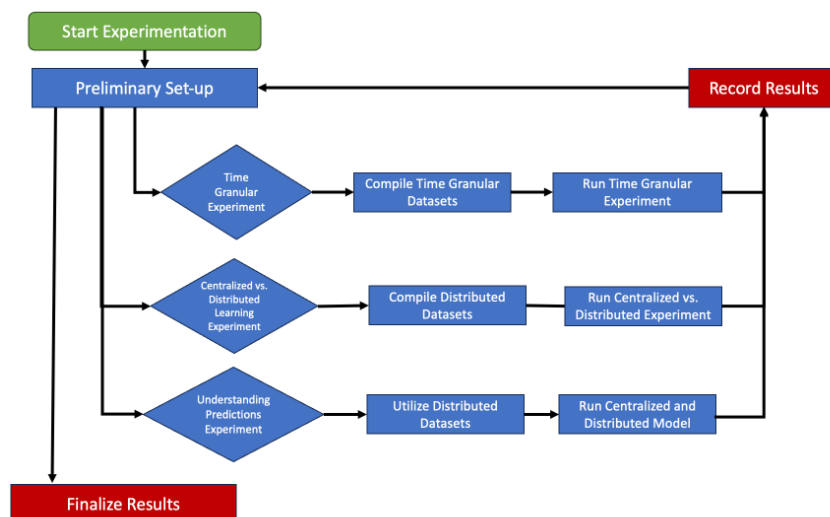 Start Experimentation
Preliminary Set-up
Record Results
Time
Granular
Experiment
Compile Time Granular
Datasets
Run Time Granular
Experiment
Centralized vs.
Distributed
Learning
Experiment
Compile Distributed
Datasets
Run Centralized vs.
Distributed Experiment
Understanding
Predictions
Experiment
Utilize Distributed
Datasets
Run Centralized and
Distributed Model
Finalize Results